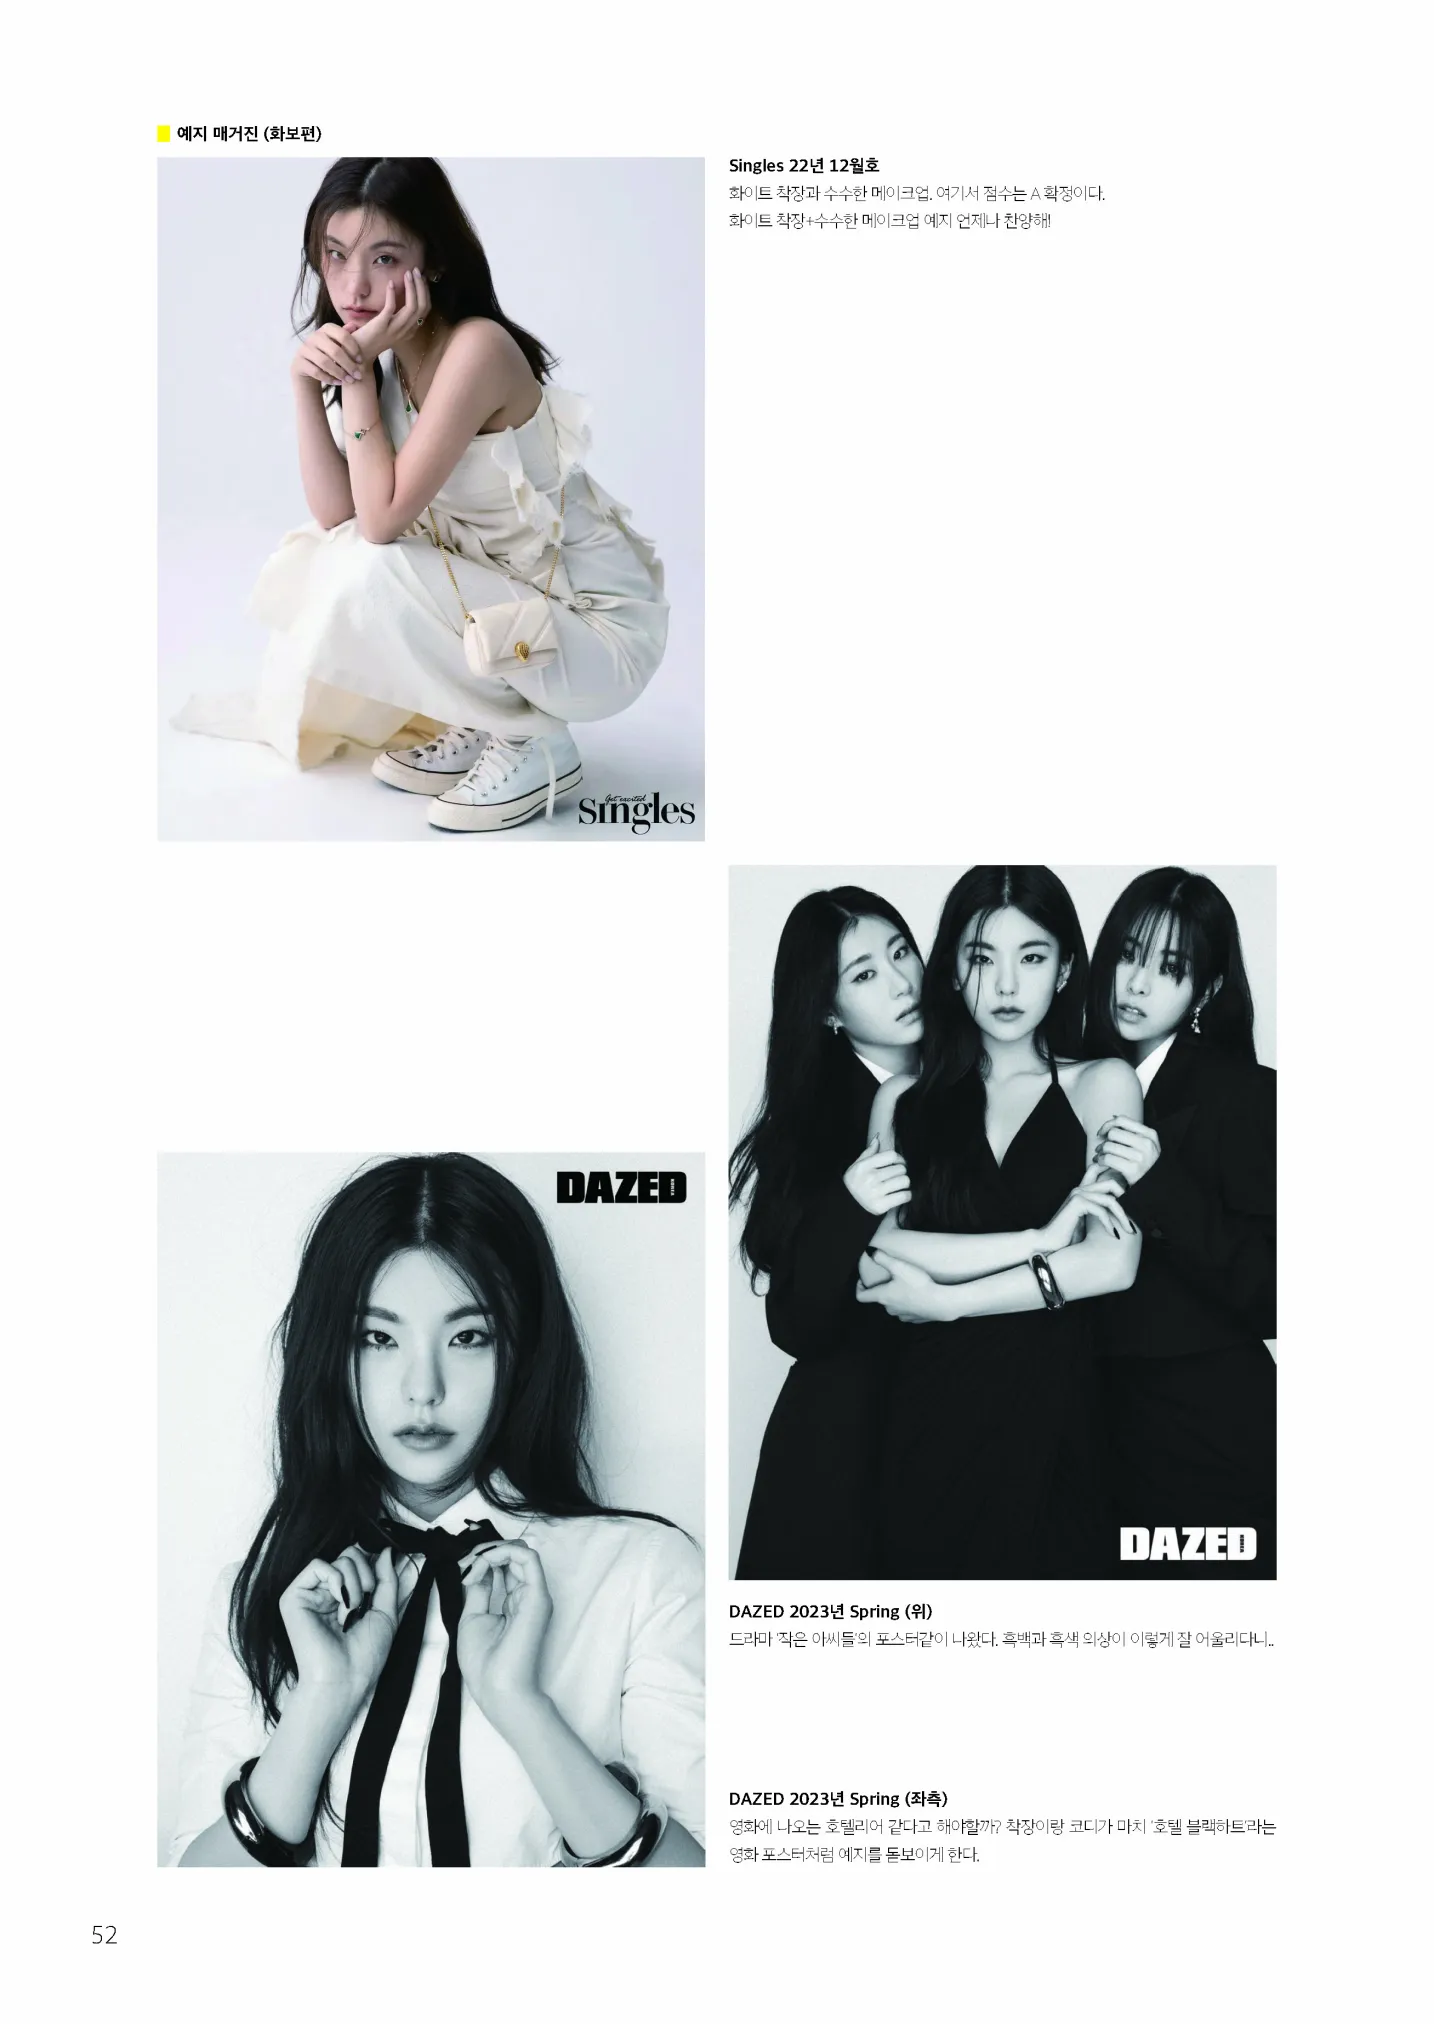 예지 매거진 (화보편)
Singles 22년 12월호
화이트 착장과 수수한 메이크업. 여기서 점수는 A 확정이다.
화이트 착장+수수한 메이크업 예지 언제나 찬양해!
Get excited
Singles
DAZED
KOREA
DAZED
KOREA
DAZED 2023년 Spring (위)
드라마 '작은 아씨들'의 포스터같이 나왔다. 흑백과 흑색 의상이 이렇게 잘 어울리다니..
DAZED 2023년 Spring (좌측)
영화에 나오는 호텔리어 같다고 해야할까? 착장이랑 코디가 마치 '호텔 블랙하트'라는
영화 포스터처럼 예지를 돋보이게 한다.
52